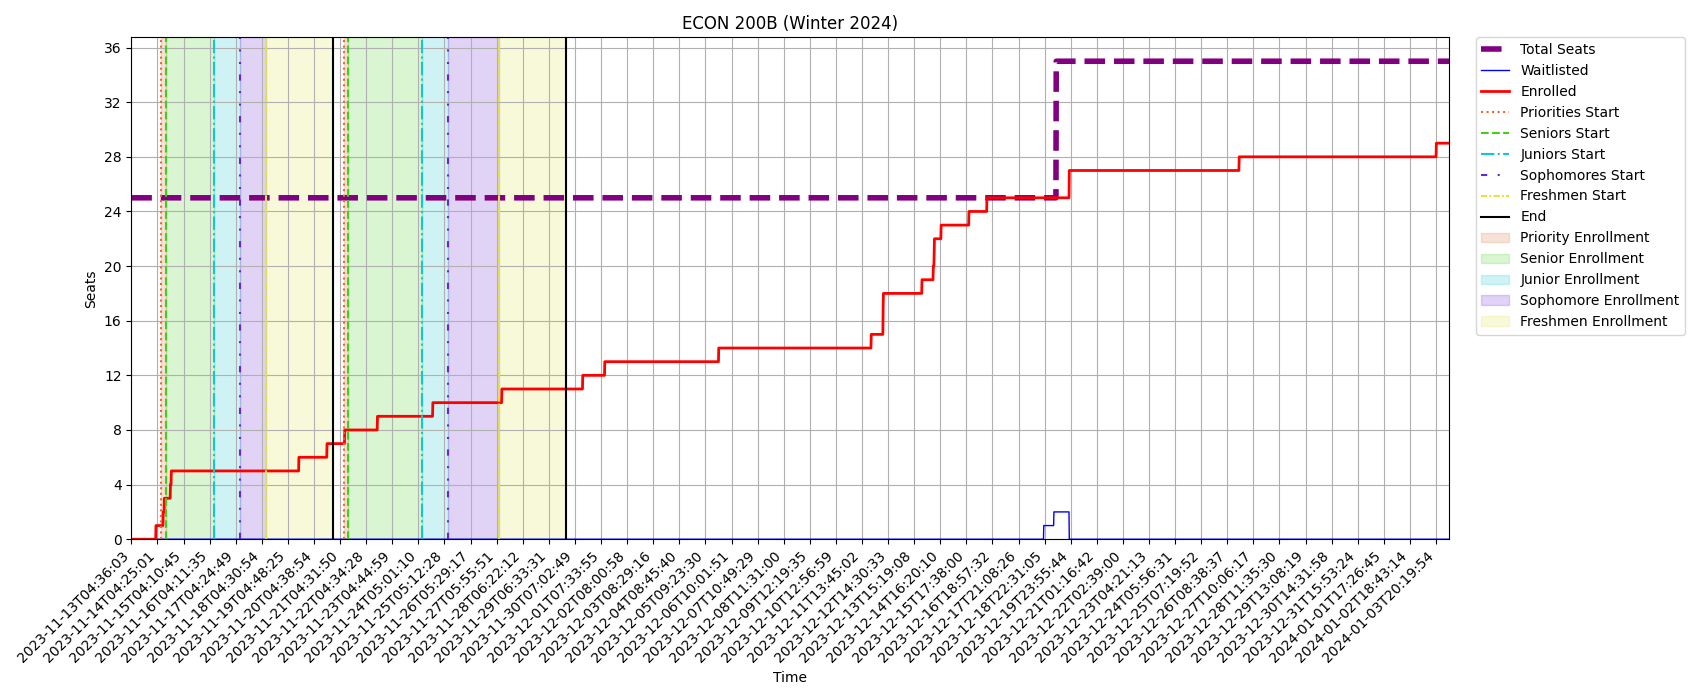 ECON 200B (Winter 2024)
Seats
36
32
28
24
20
16
12
8
4
0
2023-11-13T04:36:03
2023-11-14T04:25:01
2023-11-15T04:10:45
2023-11-16T04:11:35
2023-11-17T04:24:49
2023-11-18T04:30:54
2023-11-19T04:48:25
2023-11-20T04:38:54
2023-11-21T04:31:50
2023-11-22T04:34:28
2023-11-23T04:44:59
2023-11-24T05:01:10
2023-11-25T05:12:28
2023-11-26T05:29:17
2023-11-27T05:55:51
2023-11-28T06:22:12
2023-11-29T06:33:31
2023-11-30T07:02:49
2023-12-01T07:33:55
2023-12-02T08:00:58
2023-12-03T08:29:16
2023-12-04T08:45:40
2023-12-05T09:23:30
2023-12-06T10:01:51
2023-12-07T10:49:29
2023-12-08T11:31:00
2023-12-09T12:19:35
2023-12-10T12:56:59
2023-12-11T13:45:02
2023-12-12T14:30:33
2023-12-13T15:19:08
2023-12-14T16:20:10
2023-12-15T17:38:00
2023-12-16T18:57:32
2023-12-17T21:08:26
2023-12-18T22:31:05
2023-12-19T23:55:44
2023-12-21T01:16:42
2023-12-22T02:39:00
2023-12-23T04:21:13
2023-12-24T05:56:31
2023-12-25T07:19:52
2023-12-26T08:38:37
2023-12-27T10:06:17
2023-12-28T11:35:30
2023-12-29T13:08:19
2023-12-30T14:31:58
2023-12-31T15:53:24
2024-01-01T17:26:45
2024-01-02T18:43:14
2024-01-03T20:19:54
Time
Total Seats
Waitlisted
Enrolled
Priorities Start
Seniors Start
Juniors Start
Sophomores Start
Freshmen Start
End
Priority Enrollment
Senior Enrollment
Junior Enrollment
Sophomore Enrollment
Freshmen Enrollment